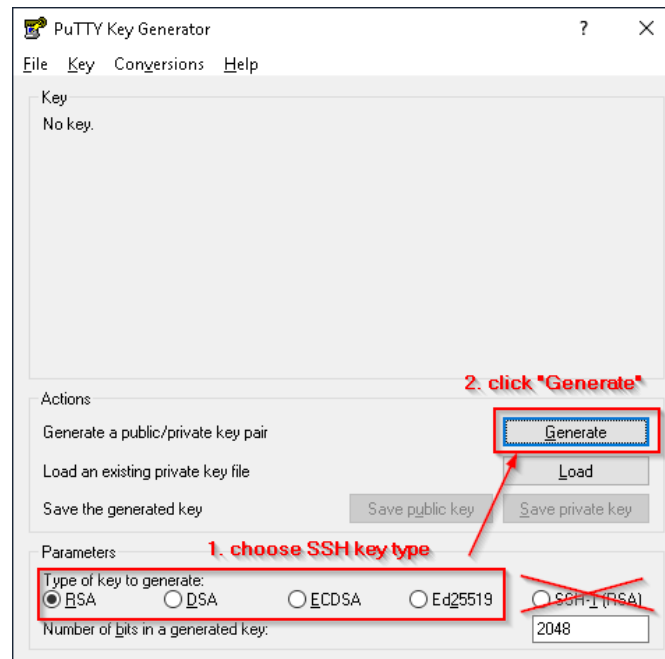 PuTTY Key Generator ?
File Key Conversions Help
Key
No key.
2. click "Generate"
Actions
Generate a public/private key pair Generate
Load an existing private key file Load
Save the generated key Save public key Save private key
Parameters 1. choose SSH key type
Type of key to generate:
RSA DSA ECDSA Ed25519 SSH-1 (RSA)
Number of bits in a generated key: 2048